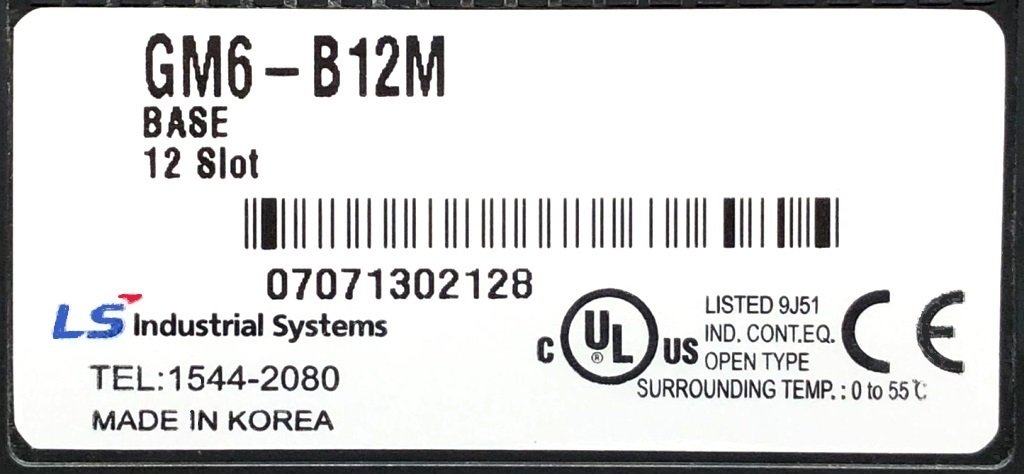 GM6-B12M
BASE
12 Slot
07071302128
LS Industrial Systems
TEL:1544-2080
MADE IN KOREA
C UL ® US
LISTED 9J51
IND. CONT.EQ.
OPEN TYPE
SURROUNDING TEMP. : 0 to 55℃
CE